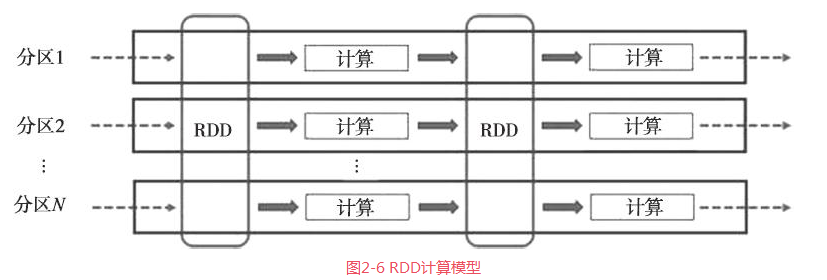 分区1 计算 计算
分区2 RDD 计算 RDD 计算
⋮ ⋮
分区N 计算 计算
图2-6 RDD计算模型